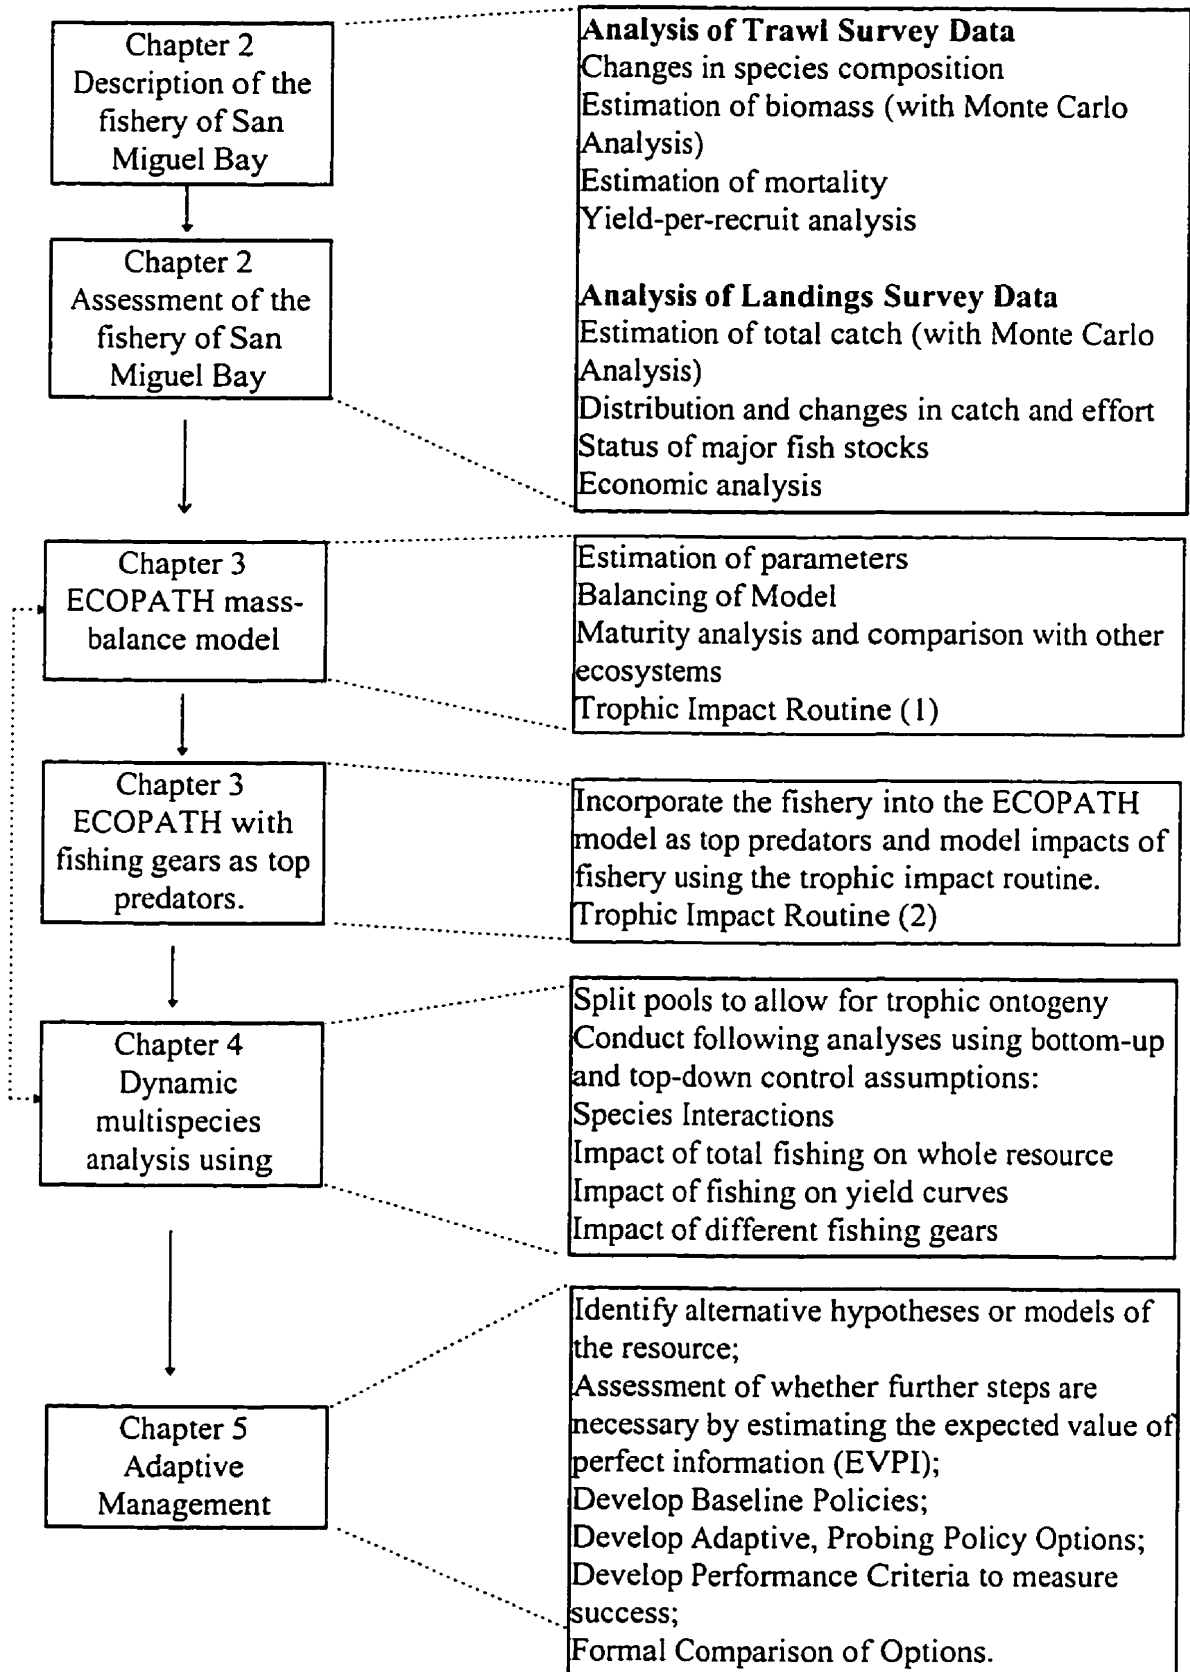 Chapter 2
Description of the
fishery of San
Miguel Bay
Analysis of Trawl Survey Data
Changes in species composition
Estimation of biomass (with Monte Carlo
Analysis)
Estimation of mortality
Yield-per-recruit analysis
Chapter 2
Assessment of the
fishery of San
Miguel Bay
Analysis of Landings Survey Data
Estimation of total catch (with Monte Carlo
Analysis)
Distribution and changes in catch and effort
Status of major fish stocks
Economic analysis
Chapter 3
ECOPATH mass-
balance model
Estimation of parameters
Balancing of Model
Maturity analysis and comparison with other
ecosystems
Trophic Impact Routine (1)
Chapter 3
ECOPATH with
fishing gears as top
predators.
Incorporate the fishery into the ECOPATH
model as top predators and model impacts of
fishery using the trophic impact routine.
Trophic Impact Routine (2)
Chapter 4
Dynamic
multispecies
analysis using
Split pools to allow for trophic ontogeny
Conduct following analyses using bottom-up
and top-down control assumptions:
Species Interactions
Impact of total fishing on whole resource
Impact of fishing on yield curves
Impact of different fishing gears
Chapter 5
Adaptive
Management
Identify alternative hypotheses or models of
the resource;
Assessment of whether further steps are
necessary by estimating the expected value of
perfect information (EVPI);
Develop Baseline Policies;
Develop Adaptive, Probing Policy Options;
Develop Performance Criteria to measure
success;
Formal Comparison of Options.